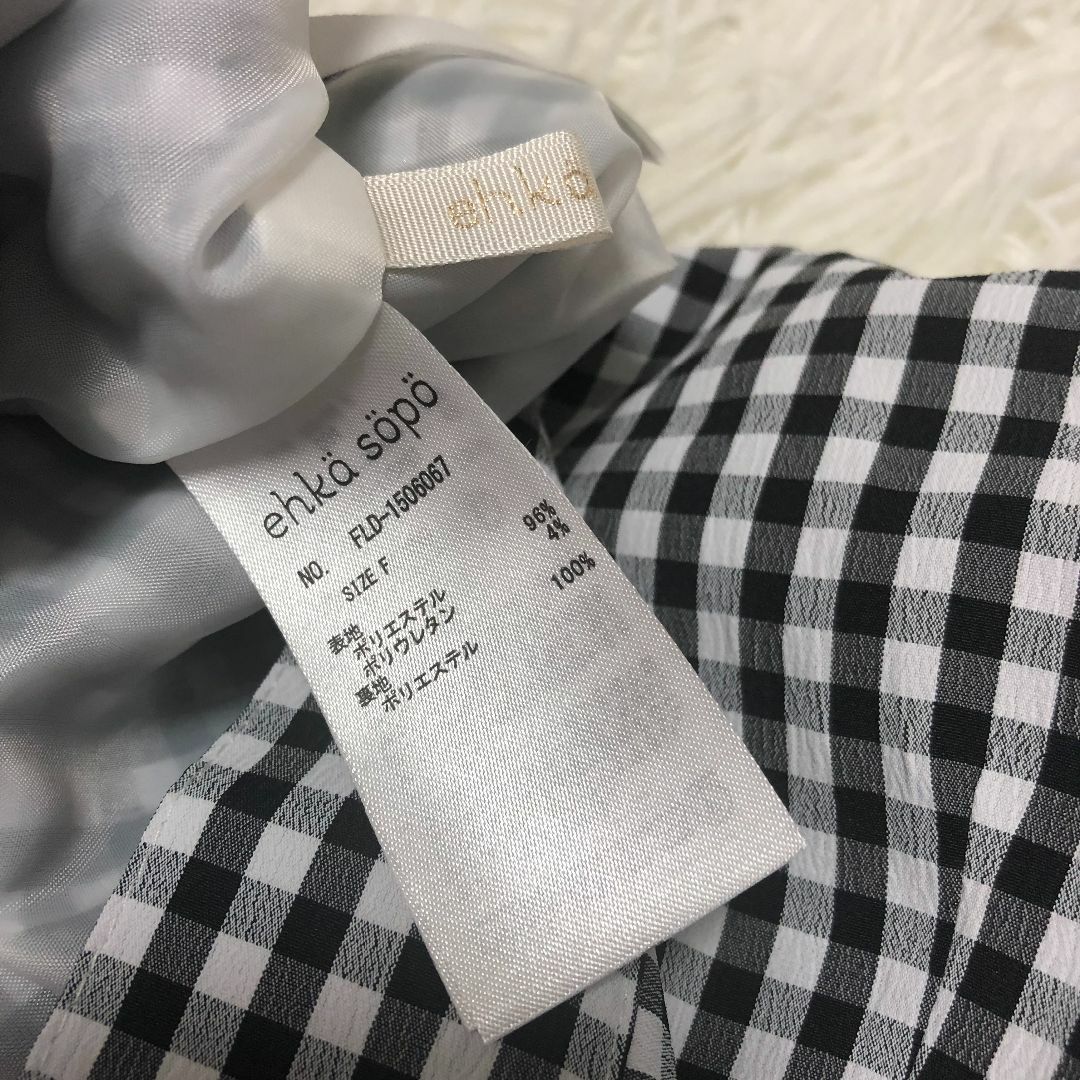 ehkä
ehkä söpö
NO. FLD-1506067
SIZE F
表地
ポリエステル 96%
ポリウレタン 4%
裏地
ポリエステル 100%